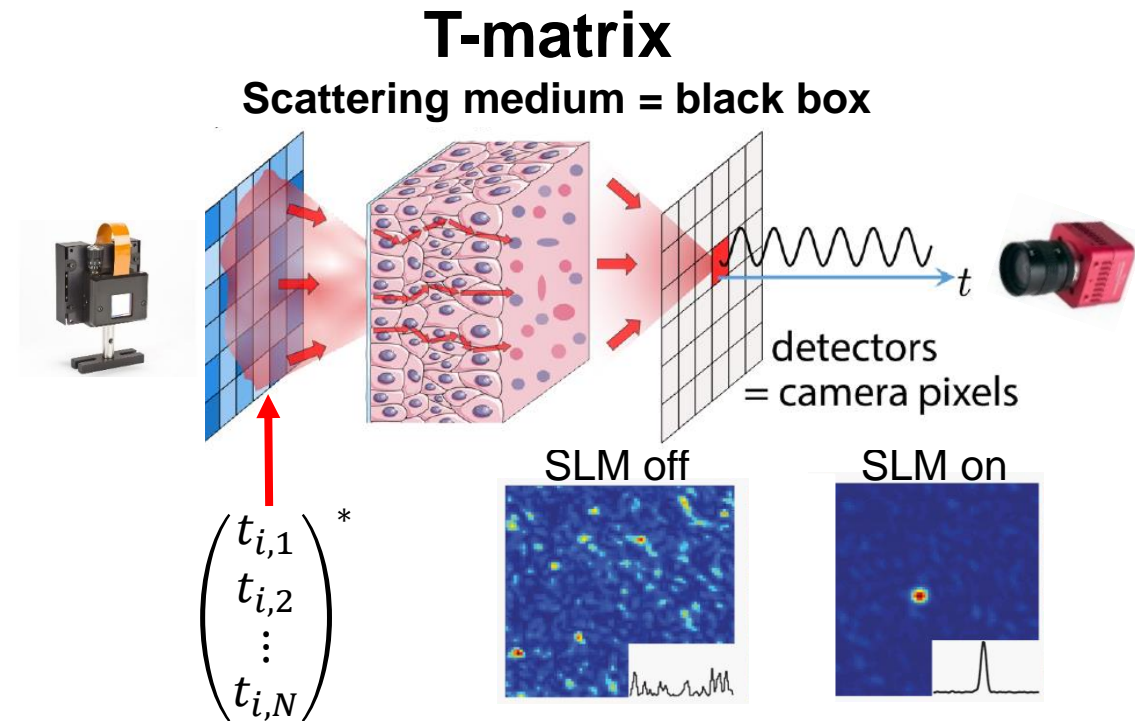 T-matrix
Scattering medium = black box
t
detectors
= camera pixels
SLM off
SLM on
*
t_{i,1}
t_{i,2}
⋮
t_{i,N}